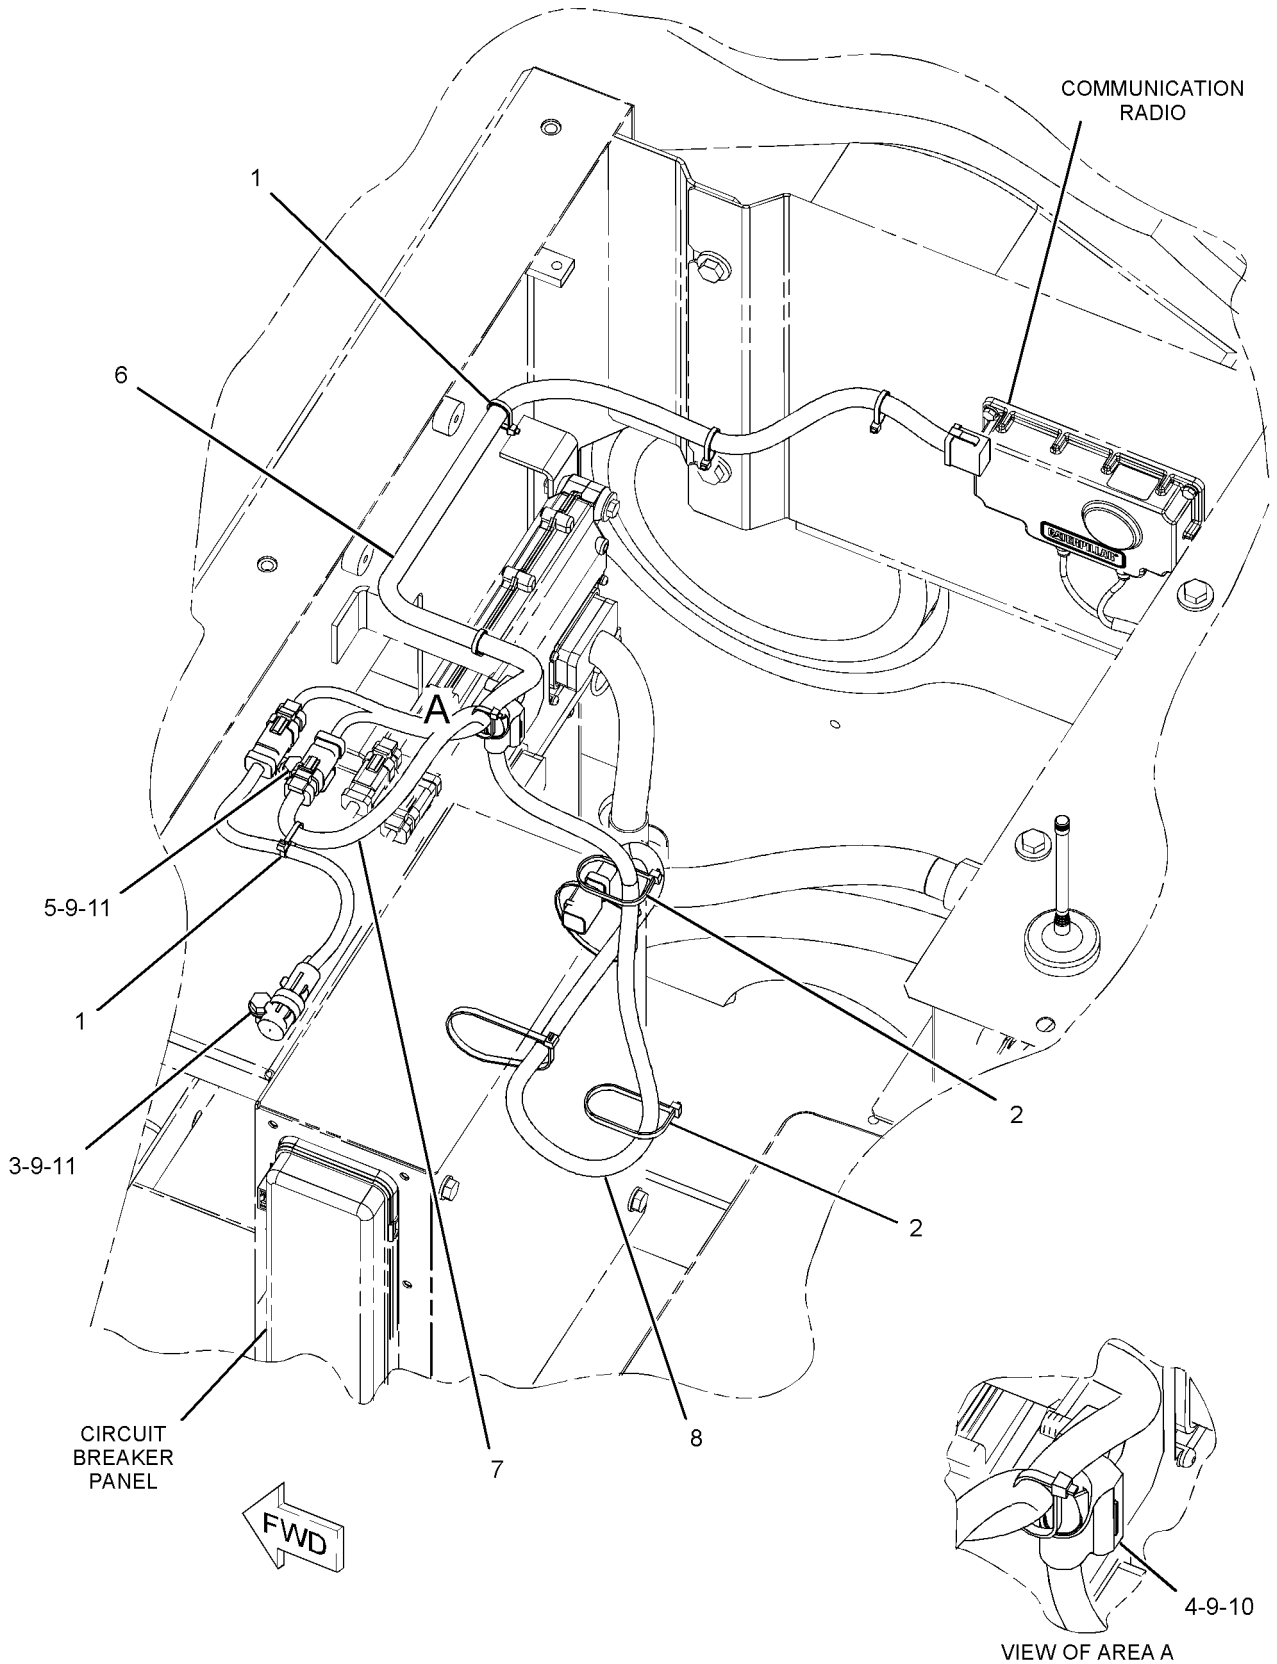 COMMUNICATION
RADIO
1
6
CATERPILLAR
A
5-9-11
1
3-9-11
2
2
8
7
CIRCUIT
BREAKER
PANEL
FWD
4-9-10
VIEW OF AREA A